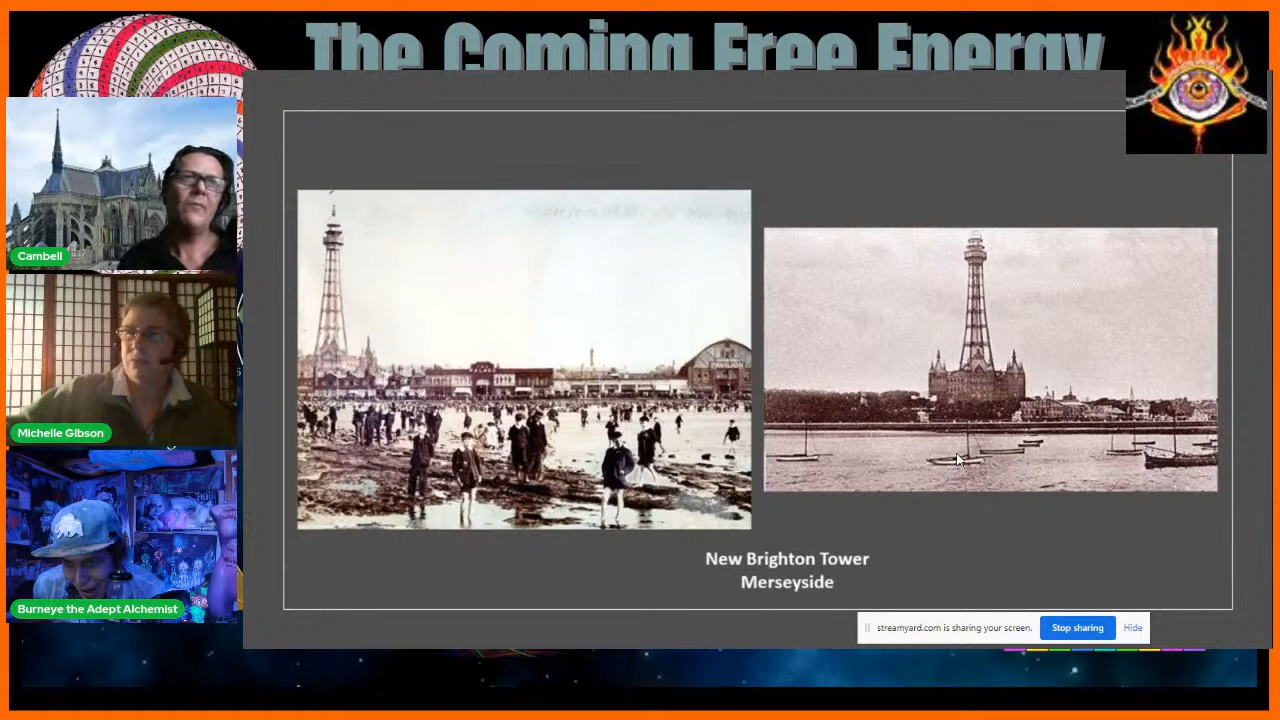 The Coming Free Energy
Cambell
Michelle Gibson
Burneye the Adept Alchemist
PAVILION
New Brighton Tower
Merseyside
streamyard.com is sharing your screen.
Stop sharing
Hide